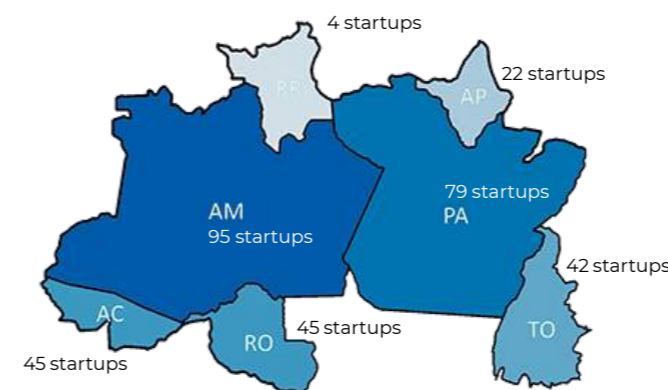 4 startups
RR
22 startups
AP
79 startups
AM
PA
95 startups
42 startups
AC
45 startups
RO
TO
45 startups